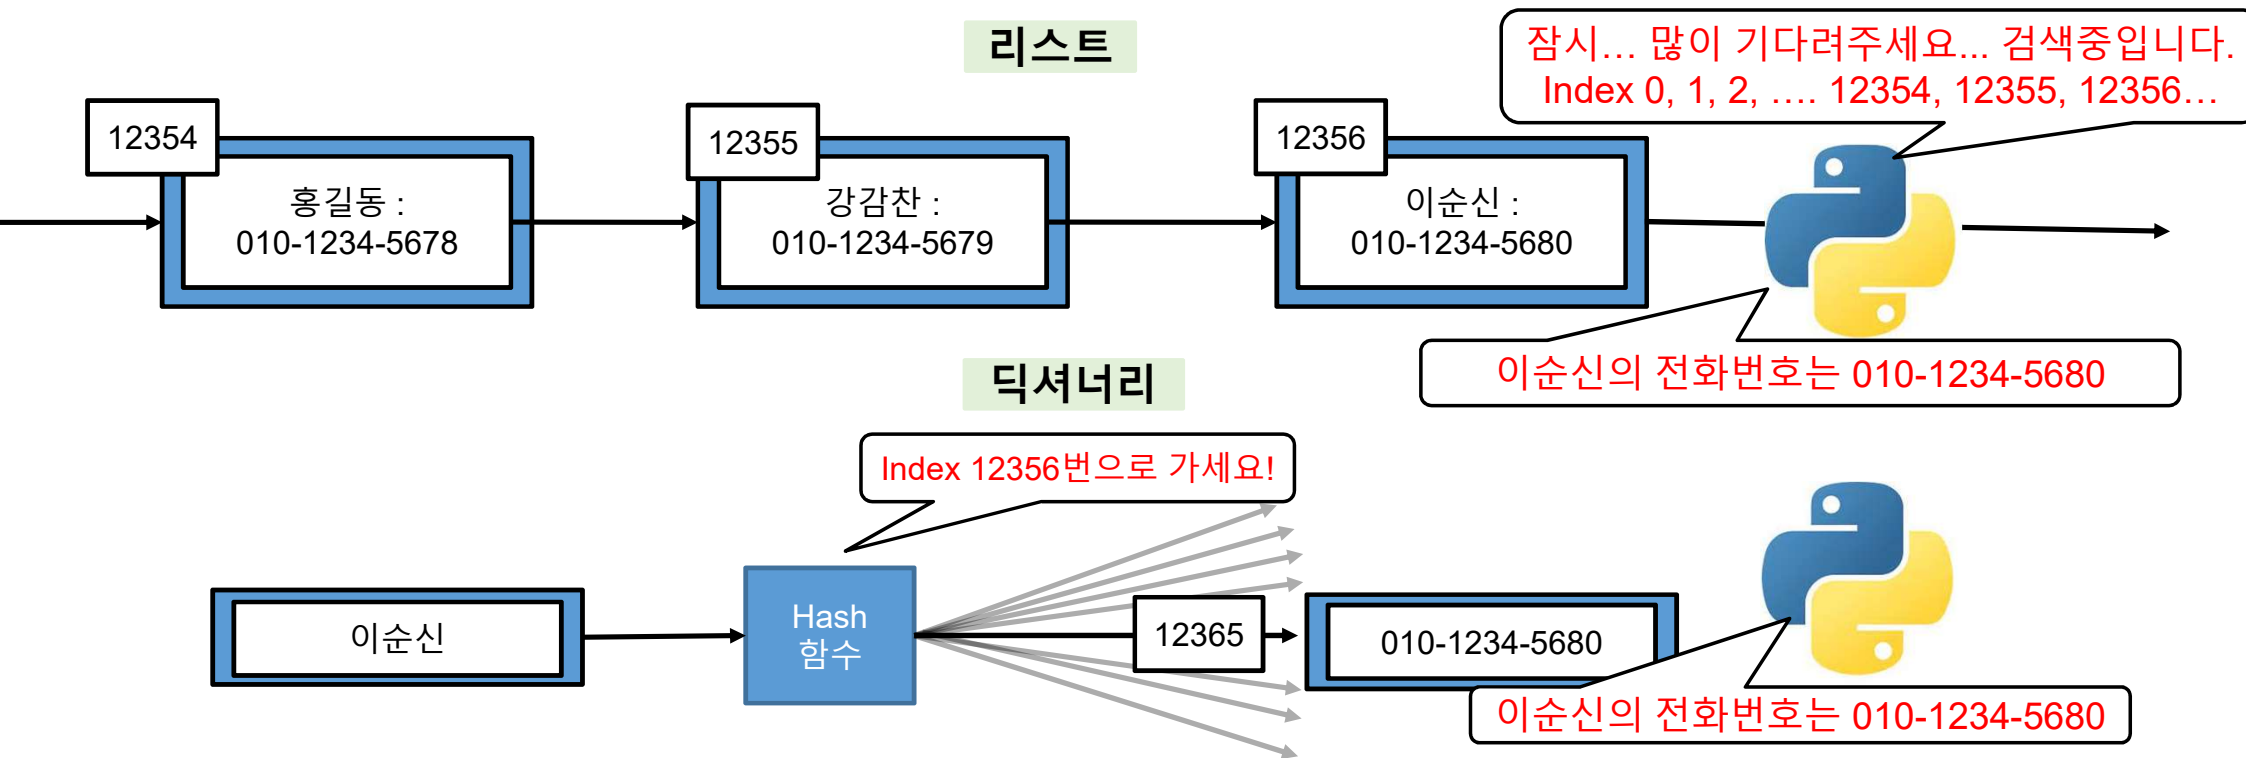 리스트
잠시... 많이 기다려주세요... 검색중입니다.
Index 0, 1, 2, .... 12354, 12355, 12356...
12354
홍길동 :
010-1234-5678
12355
강감찬 :
010-1234-5679
12356
이순신 :
010-1234-5680
이순신의 전화번호는 010-1234-5680
딕셔너리
Index 12356번으로 가세요!
이순신
Hash
함수
12365
010-1234-5680
이순신의 전화번호는 010-1234-5680